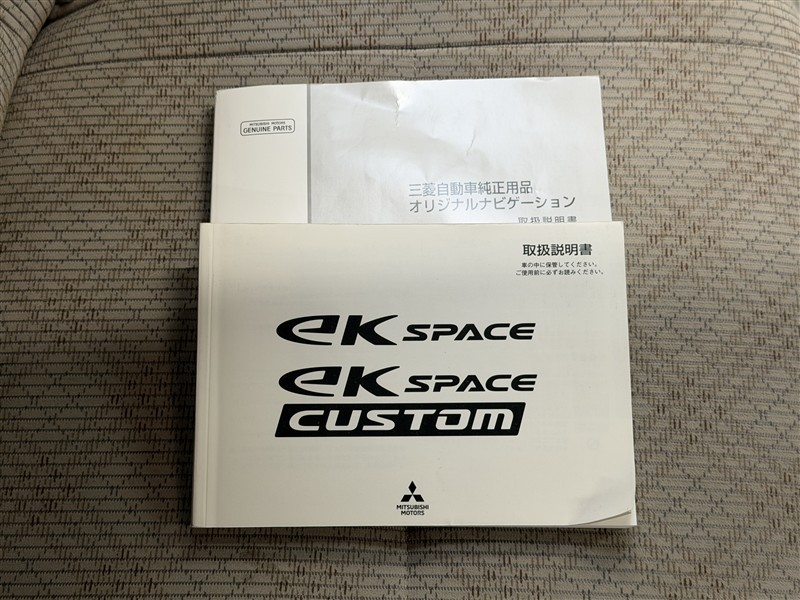 MITSUBISHI MOTORS
GENUINE PARTS
三菱自動車純正用品
オリジナルナビゲーション
取扱説明書
取扱説明書
車の中に保管してください。
ご使用前に必ずお読みください。
eK SPACE
eK SPACE
CUSTOM
MITSUBISHI
MOTORS